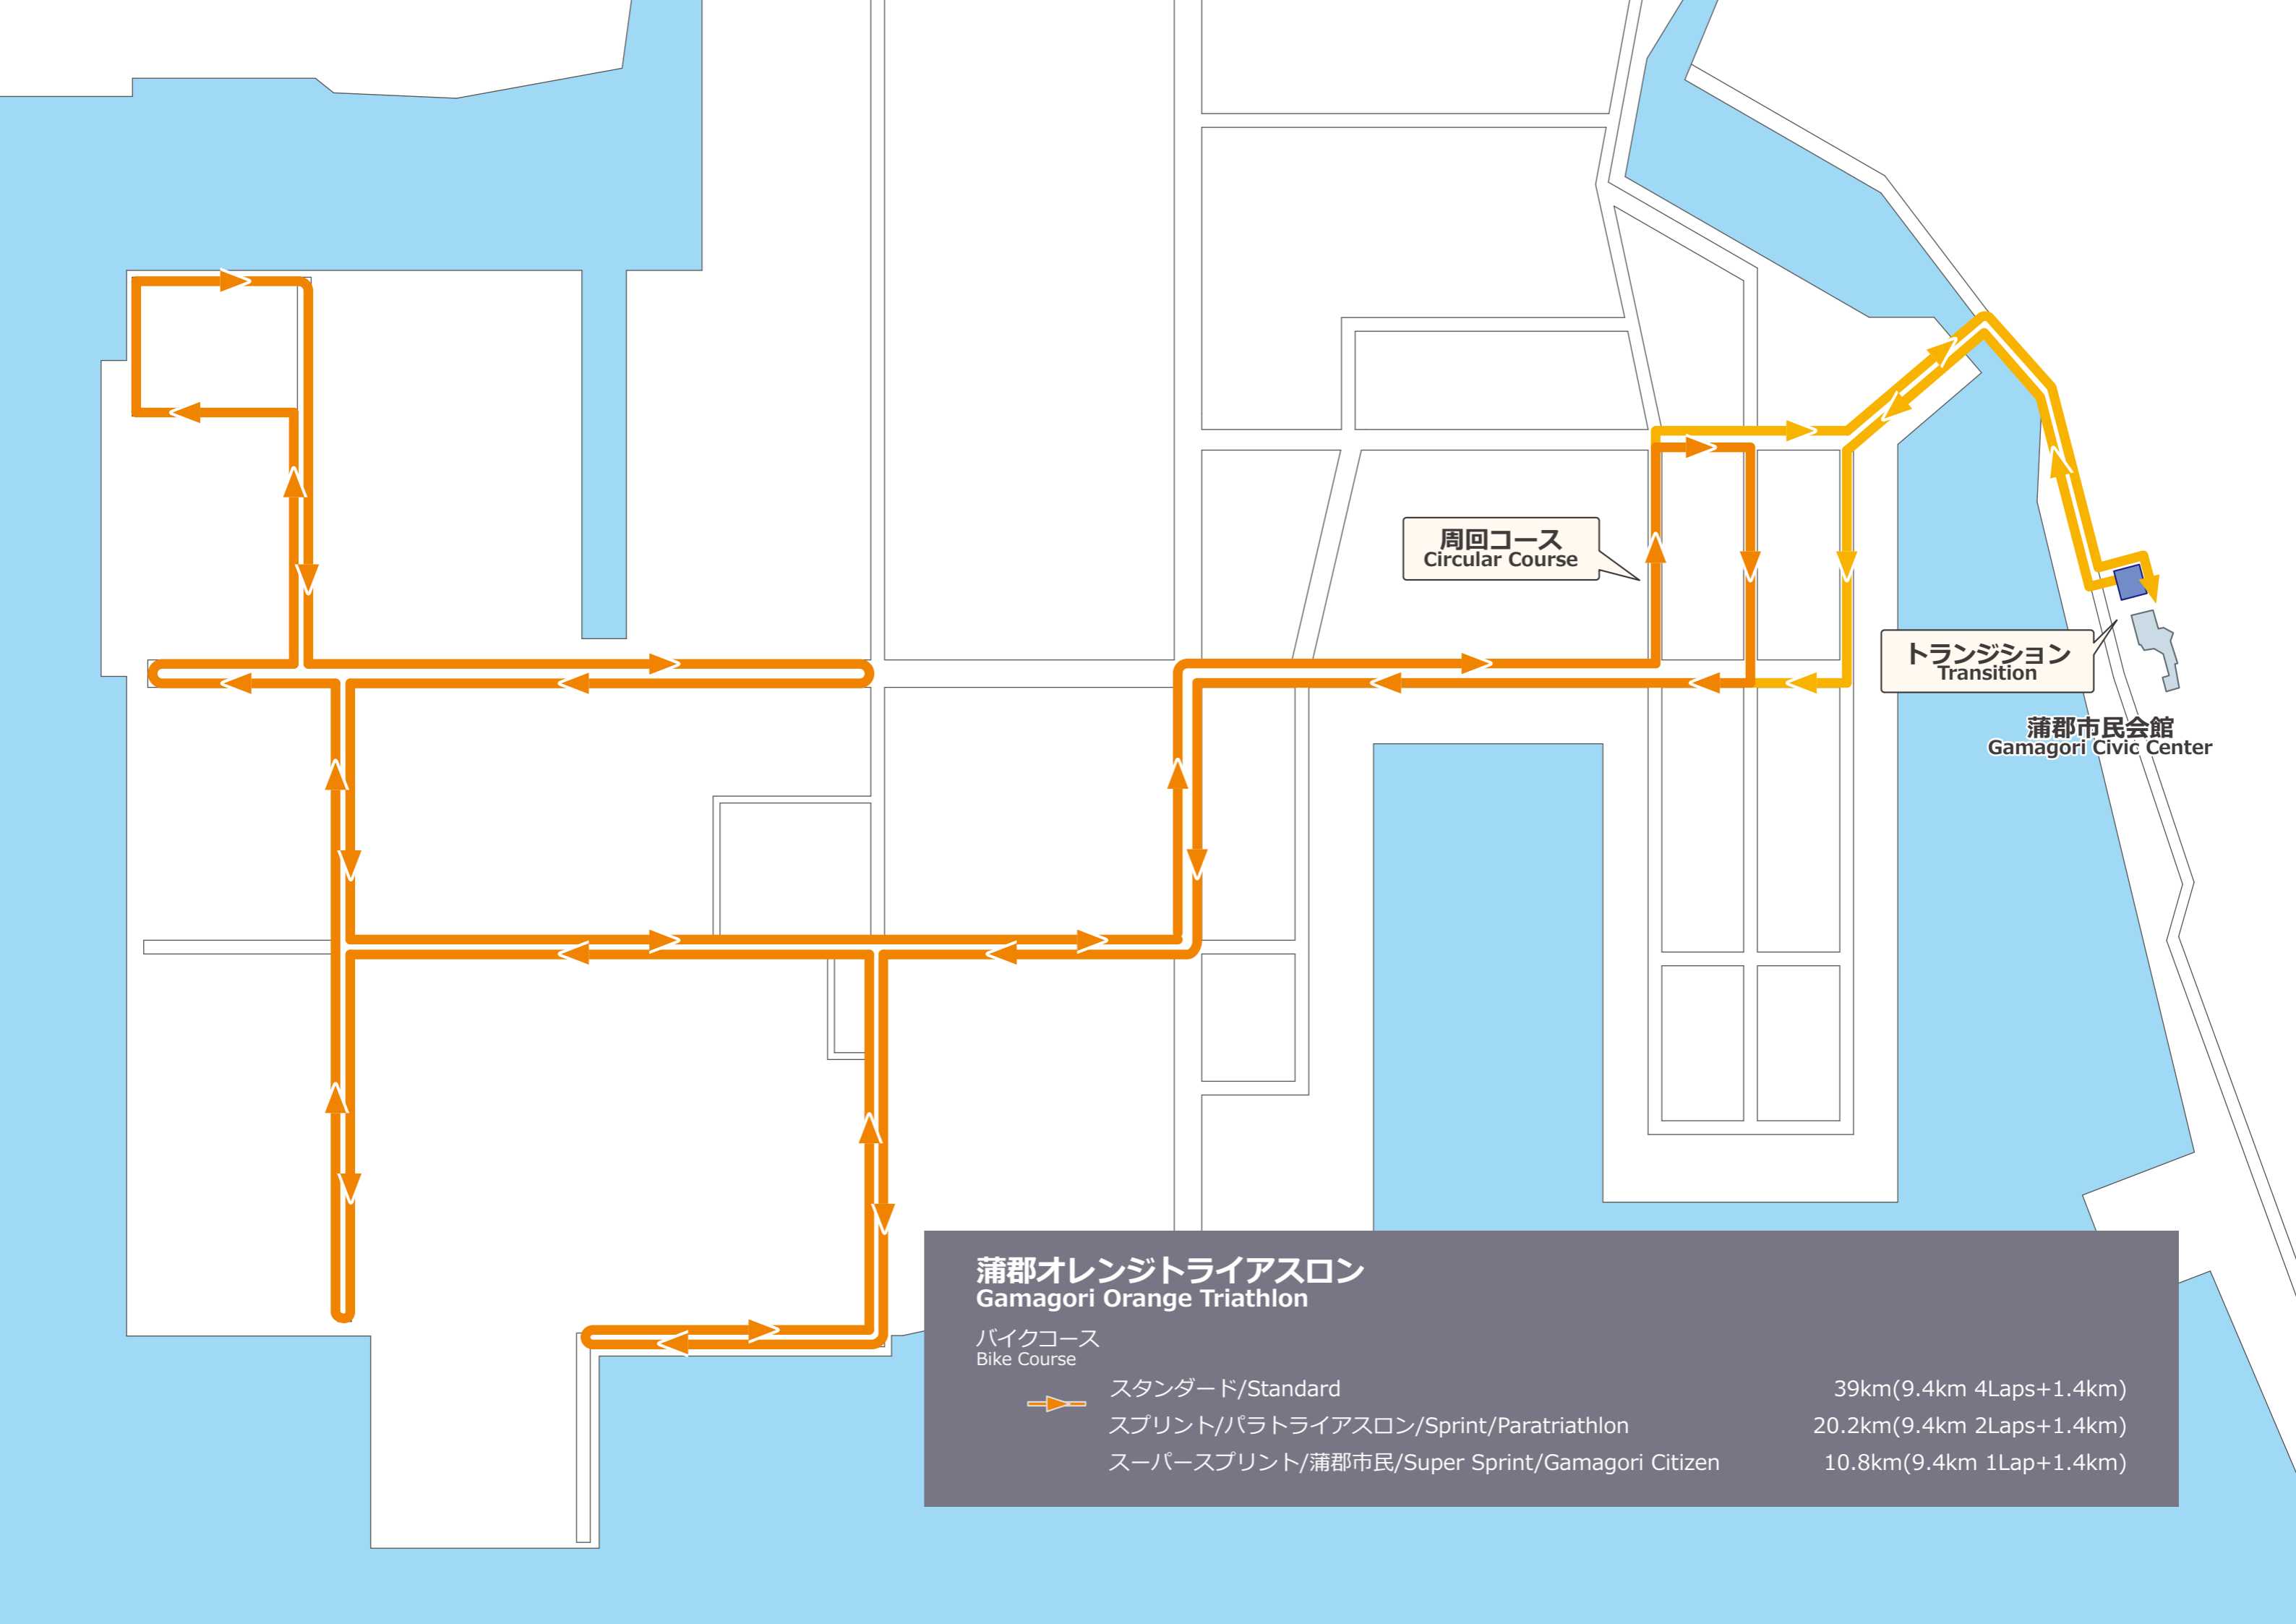 周回コース
Circular Course
トランジション
Transition
蒲郡市民会館
Gamagori Civic Center
蒲郡オレンジトライアスロン
Gamagori Orange Triathlon
バイクコース
Bike Course
スタンダード/Standard 39km(9.4km 4Laps+1.4km)
スプリント/パラトライアスロン/Sprint/Paratriathlon 20.2km(9.4km 2Laps+1.4km)
スーパースプリント/蒲郡市民/Super Sprint/Gamagori Citizen 10.8km(9.4km 1Lap+1.4km)